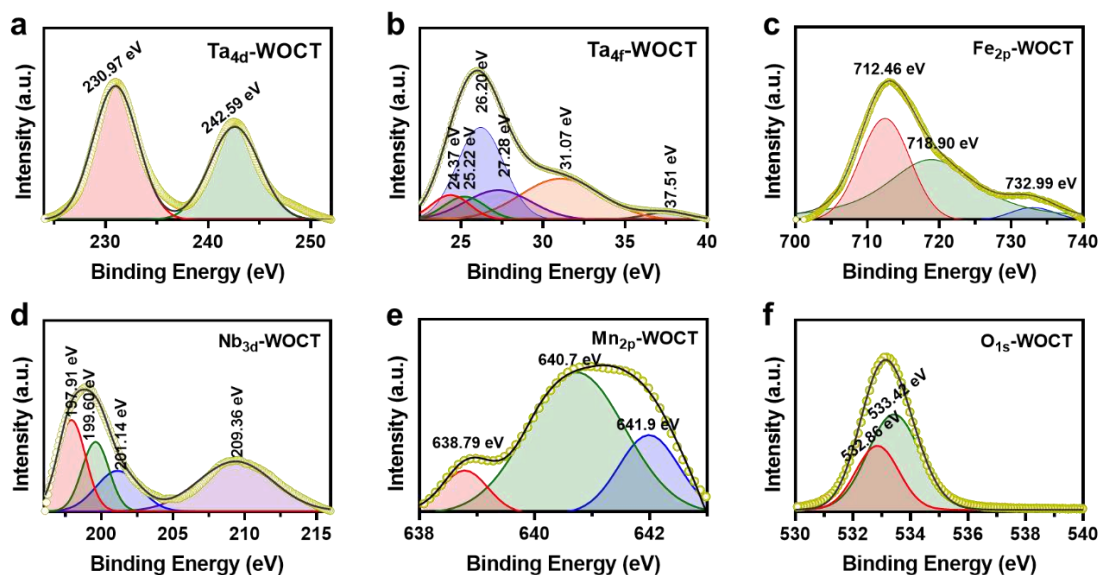 a
Ta4d-WOCT
230.97 eV
242.59 eV
Intensity (a.u.)
230
240
250
Binding Energy (eV)
b
Ta4f-WOCT
24.37 eV
25.22 eV
26.20 eV
27.28 eV
31.07 eV
37.51 eV
Intensity (a.u.)
25
30
35
40
Binding Energy (eV)
c
Fe2p-WOCT
712.46 eV
718.90 eV
732.99 eV
Intensity (a.u.)
700
710
720
730
740
Binding Energy (eV)
d
Nb3d-WOCT
197.91 eV
199.60 eV
201.14 eV
209.36 eV
Intensity (a.u.)
200
205
210
215
Binding Energy (eV)
e
Mn2p-WOCT
638.79 eV
640.7 eV
641.9 eV
Intensity (a.u.)
638
640
642
Binding Energy (eV)
f
O1s-WOCT
532.86 eV
533.42 eV
Intensity (a.u.)
530
532
534
536
538
540
Binding Energy (eV)